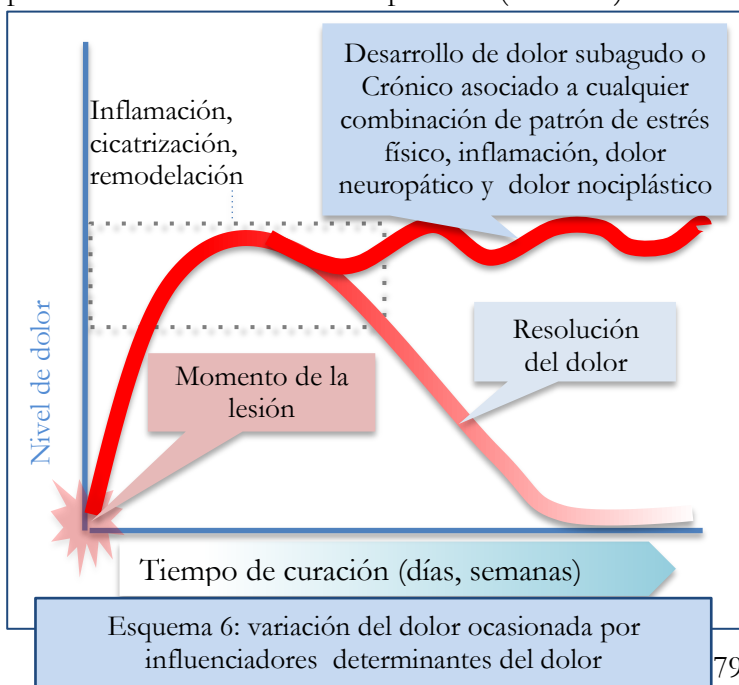 Desarrollo de dolor subagudo o
Crónico asociado a cualquier
combinación de patrón de estrés
físico, inflamación, dolor
neuropático y dolor nociplástico
Inflamación,
cicatrización,
remodelación
Resolución
del dolor
Momento de la
lesión
Nivel de dolor
Tiempo de curación (días, semanas)
Esquema 6: variación del dolor ocasionada por
influenciadores determinantes del dolor
79